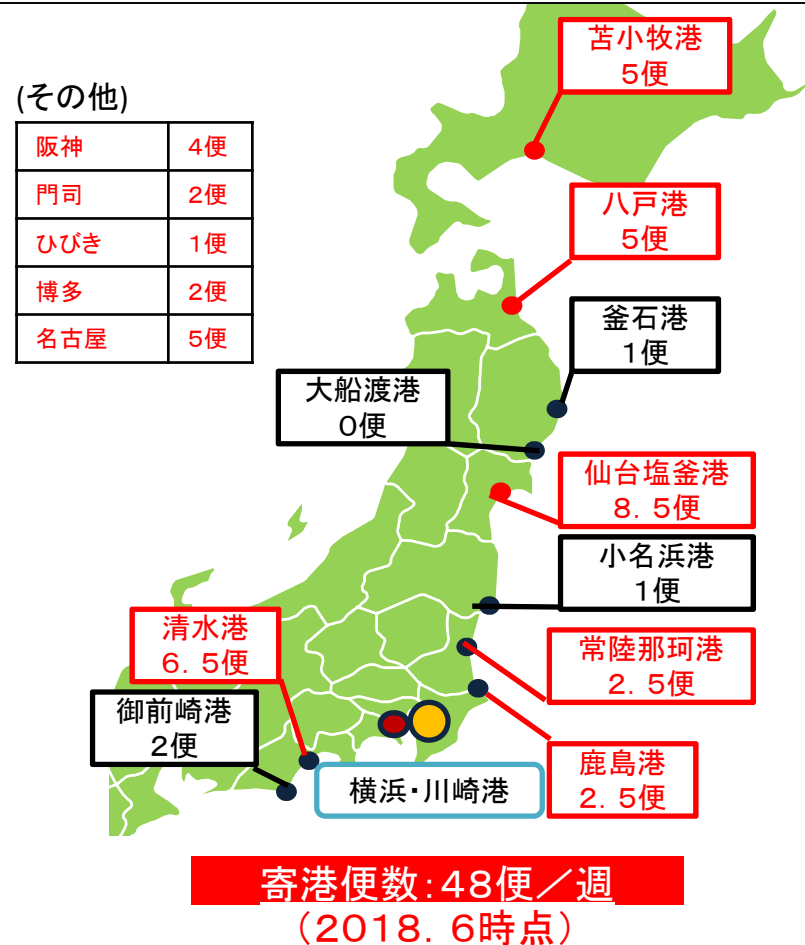 苫小牧港
5便
(その他)
阪神 4便
門司 2便
ひびき 1便
博多 2便
名古屋 5便
八戸港
5便
釜石港
1便
大船渡港
0便
仙台塩釜港
8．5便
小名浜港
1便
清水港
6．5便
常陸那珂港
2．5便
御前崎港
2便
鹿島港
2．5便
横浜・川崎港
寄港便数：48便／週
（2018．6時点）